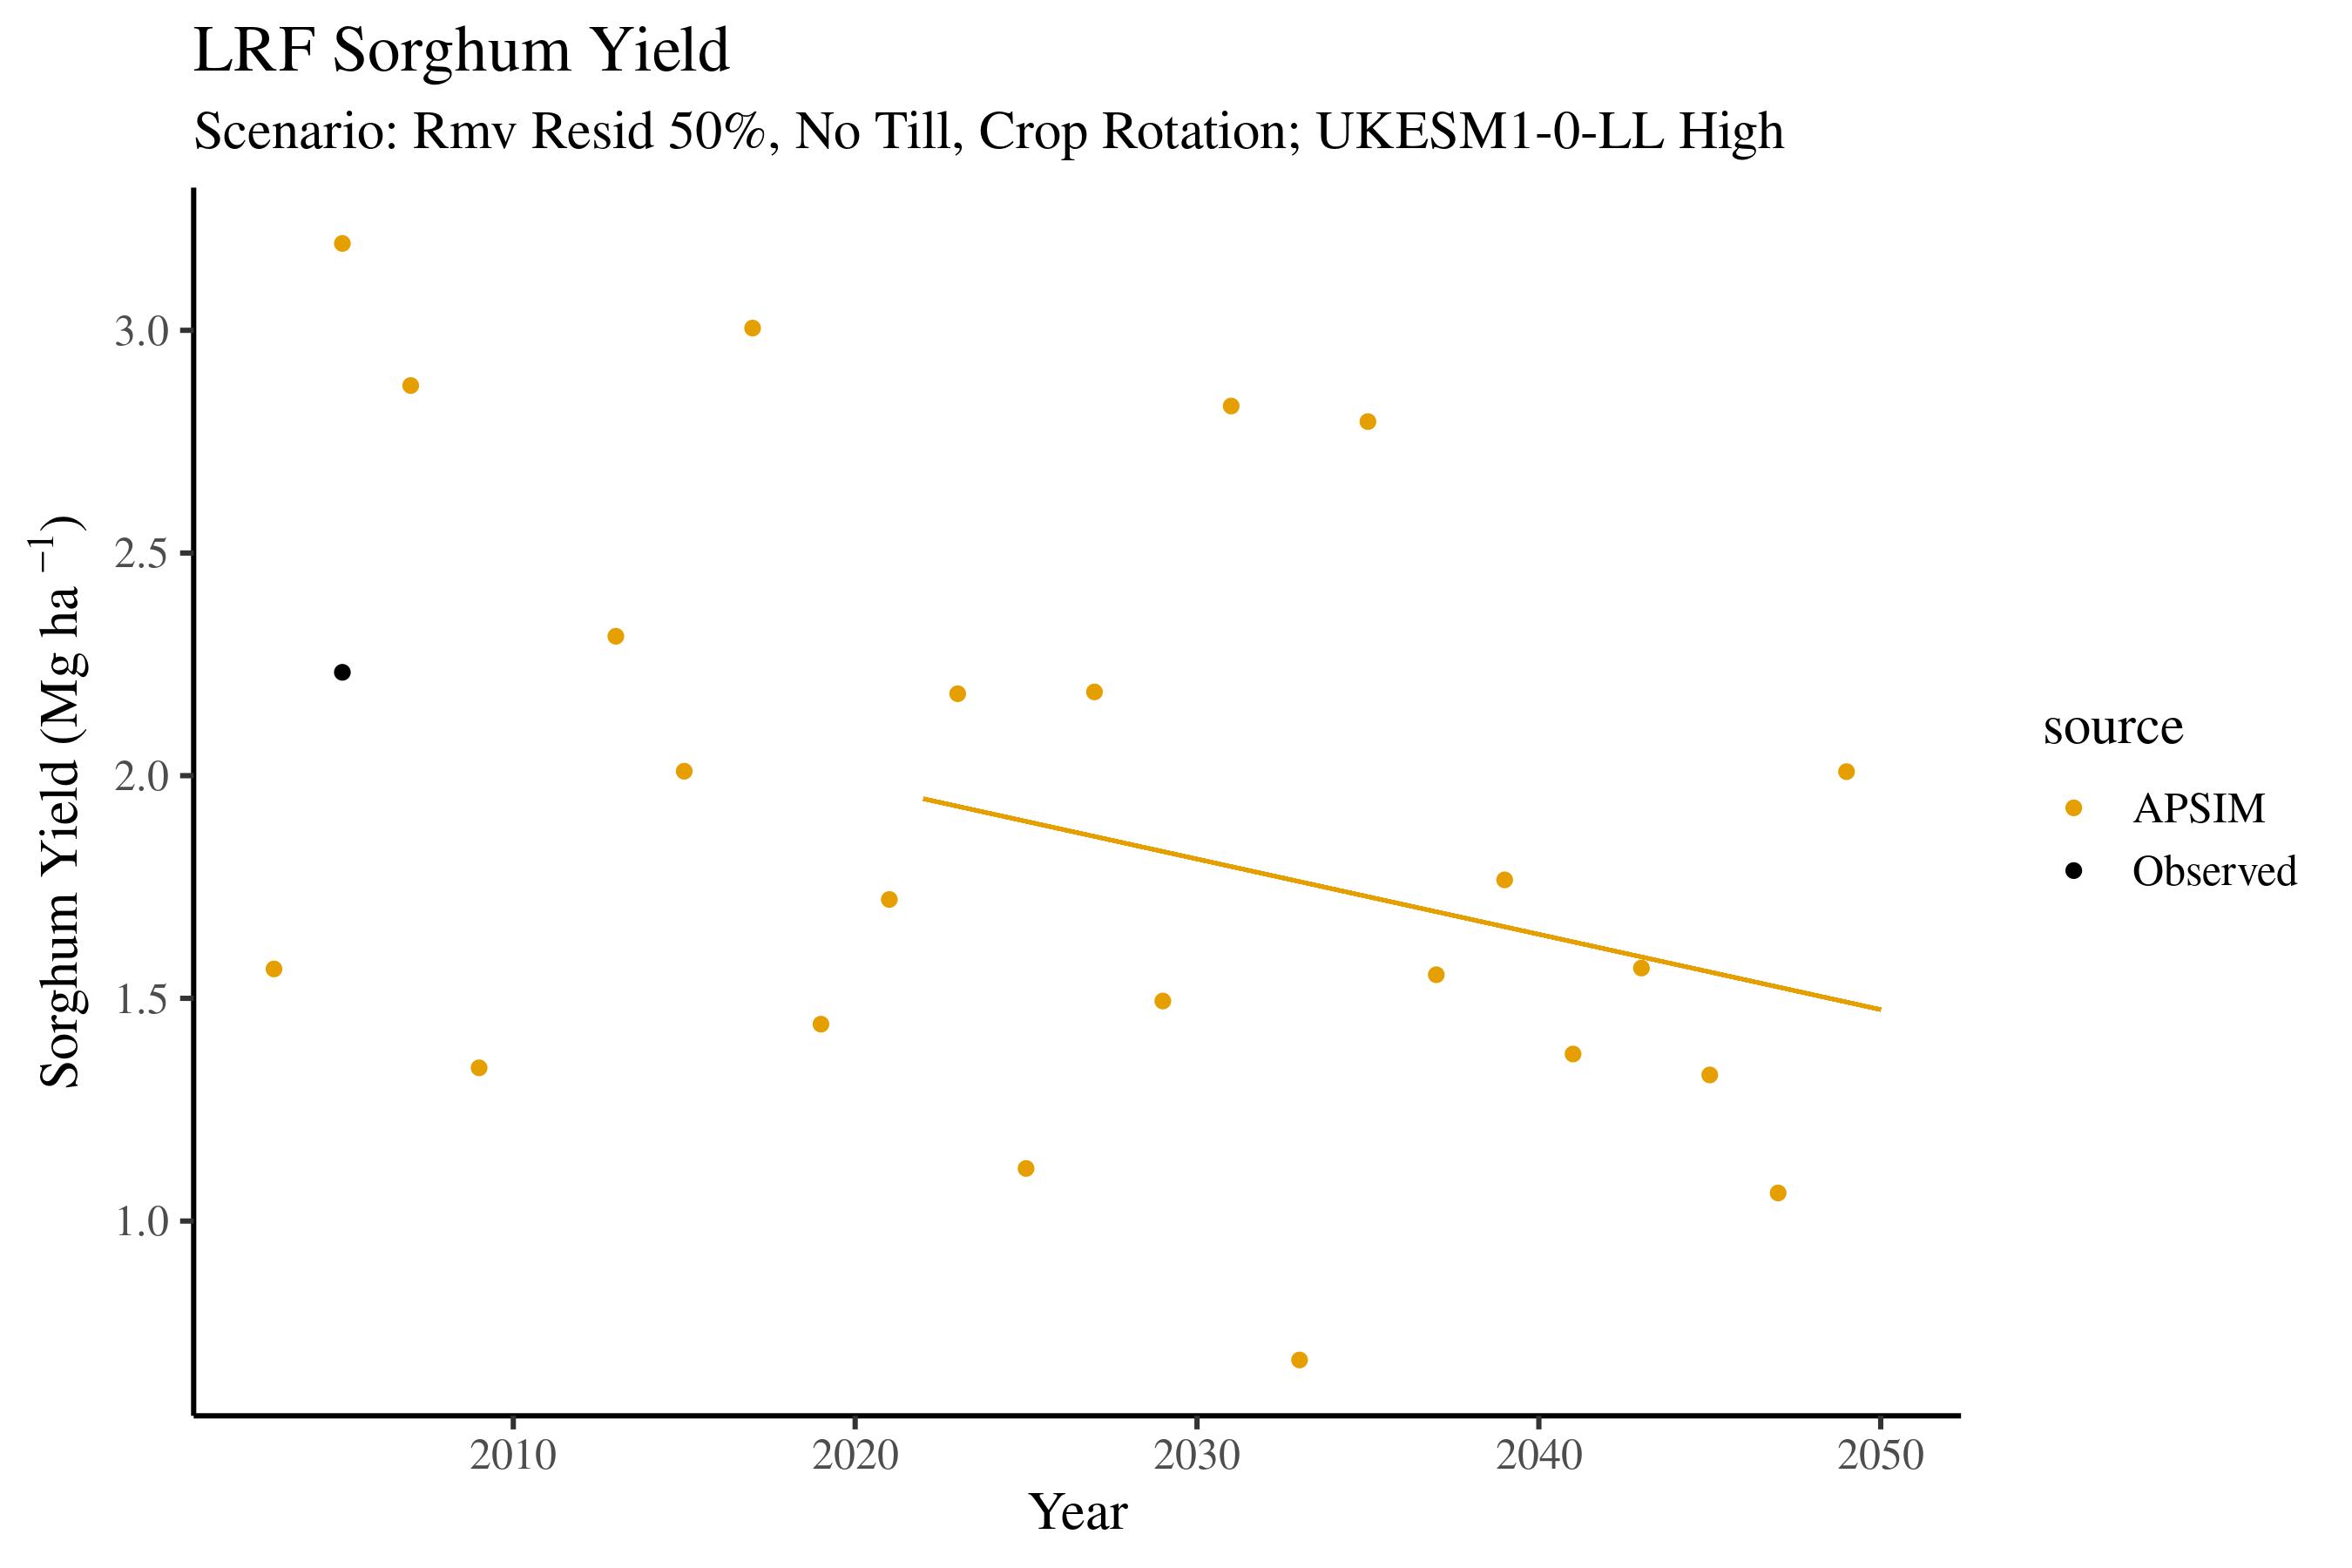 LRF Sorghum Yield
Scenario: Rmv Resid 50%, No Till, Crop Rotation; UKESM1-0-LL High
Sorghum Yield (Mg ha −1)
3.0
2.5
2.0
1.5
1.0
2010 2020 2030 2040 2050
Year
source
APSIM
Observed